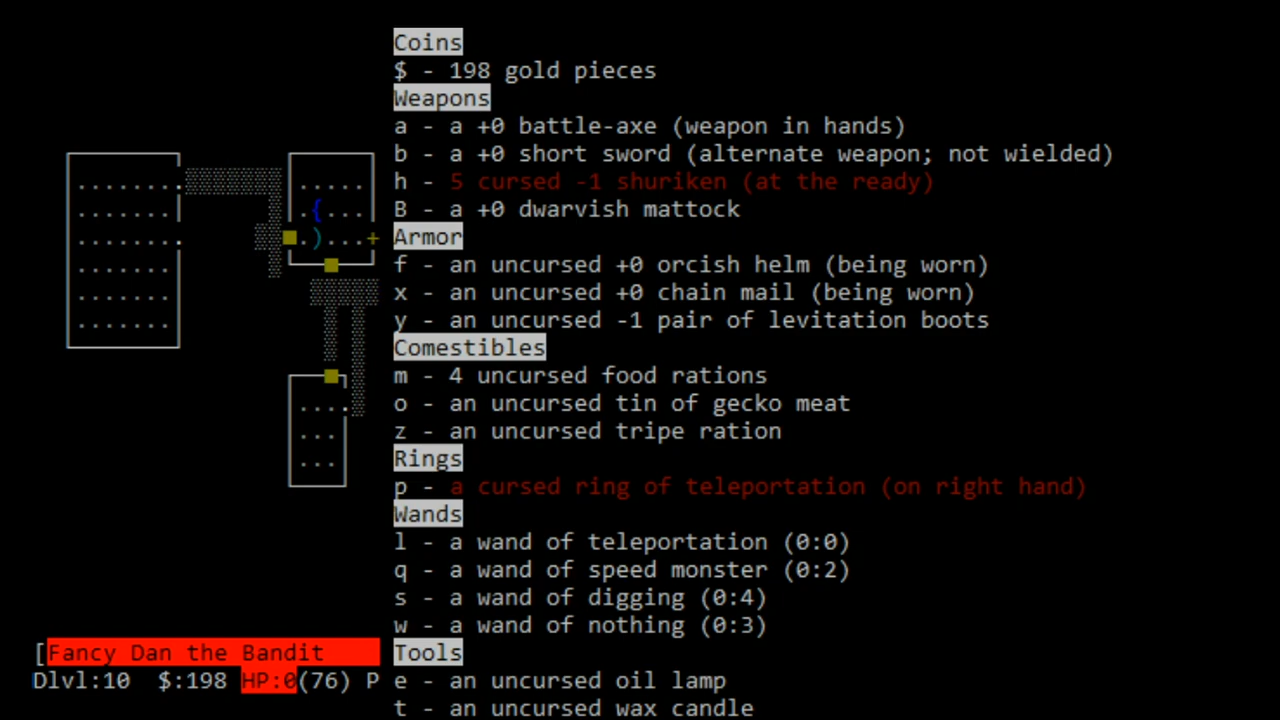 Coins
$ - 198 gold pieces
Weapons
a - a +0 battle-axe (weapon in hands)
b - a +0 short sword (alternate weapon; not wielded)
h - 5 cursed -1 shuriken (at the ready)
B - a +0 dwarvish mattock
Armor
f - an uncursed +0 orcish helm (being worn)
x - an uncursed +0 chain mail (being worn)
y - an uncursed -1 pair of levitation boots
Comestibles
m - 4 uncursed food rations
o - an uncursed tin of gecko meat
z - an uncursed tripe ration
Rings
p - a cursed ring of teleportation (on right hand)
Wands
l - a wand of teleportation (0:0)
q - a wand of speed monster (0:2)
s - a wand of digging (0:4)
w - a wand of nothing (0:3)
Tools
e - an uncursed oil lamp
t - an uncursed wax candle
[Fancy Dan the Bandit
Dlvl:10 $:198 HP:0(76) P